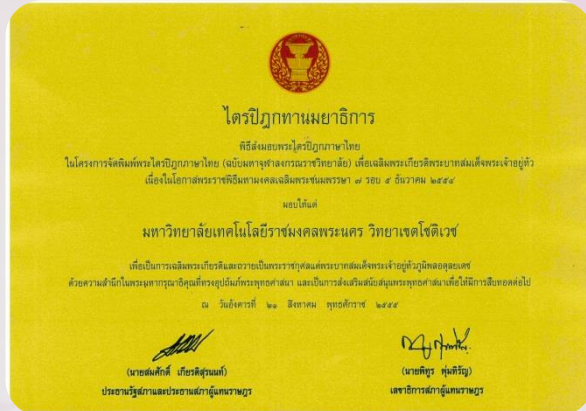 ไตรปิฎกทานมยาธิการ
พิธีส่งมอบพระไตรปิฎกภาษาไทย
ในโครงการจัดพิมพ์พระไตรปิฎกภาษาไทย (ฉบับมหาจุฬาลงกรณราชวิทยาลัย) เพื่อเฉลิมพระเกียรติพระบาทสมเด็จพระเจ้าอยู่หัว
เนื่องในโอกาสพระราชพิธีมหามงคลเฉลิมพระชนมพรรษา ๗ รอบ ๕ ธันวาคม ๒๕๕๔
มอบให้แด่
มหาวิทยาลัยเทคโนโลยีราชมงคลพระนคร วิทยาเขตโชติเวช
เพื่อเป็นการเฉลิมพระเกียรติและถวายเป็นพระราชกุศลแด่พระบาทสมเด็จพระเจ้าอยู่หัวภูมิพลอดุลยเดช
ด้วยความสำนึกในพระมหากรุณาธิคุณที่ทรงอุปถัมภ์พระพุทธศาสนา และเป็นการส่งเสริมสนับสนุนพระพุทธศาสนาเพื่อให้มีการสืบทอดต่อไป
ณ วันอังคารที่ ๒๑ สิงหาคม พุทธศักราช ๒๕๕๕
(นายสมศักดิ์ เกียรติสุรนนท์)
ประธานรัฐสภาและประธานสภาผู้แทนราษฎร
(นายพิทูร พุ่มหิรัญ)
เลขาธิการสภาผู้แทนราษฎร